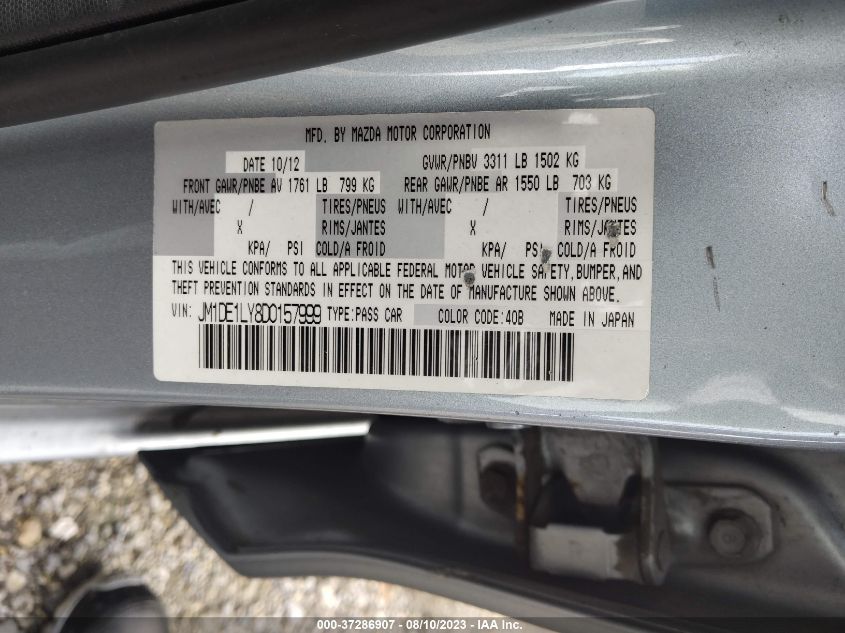 MFD. BY MAZDA MOTOR CORPORATION
DATE 10/12 GVWR/PNBV 3311 LB 1502 KG
FRONT GAWR/PNBE AV 1761 LB 799 KG REAR GAWR/PNBE AR 1550 LB 703 KG
WITH/AVEC / TIRES/PNEUS WITH/AVEC / TIRES/PNEUS
X RIMS/JANTES X RIMS/JANTES
KPA/ PSI COLD/A FROID KPA/ PSI COLD/A FROID
THIS VEHICLE CONFORMS TO ALL APPLICABLE FEDERAL MOTOR VEHICLE SAFETY, BUMPER, AND
THEFT PREVENTION STANDARDS IN EFFECT ON THE DATE OF MANUFACTURE SHOWN ABOVE.
VIN: JM1DE1LY8D0157999 TYPE:PASS CAR COLOR CODE:40B MADE IN JAPAN
© - 37286907 - 08/10/2023 - IAA Inc.